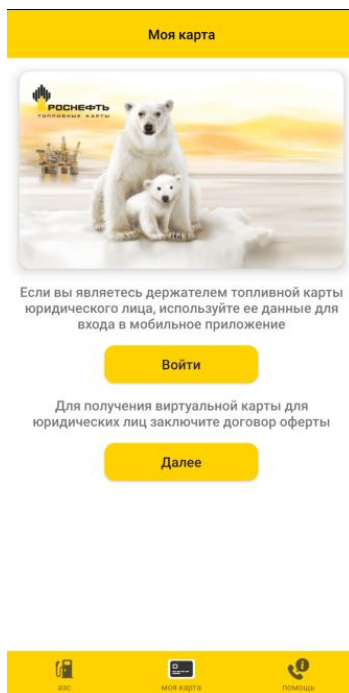 Моя карта
РОСНЕФТЬ
ТОПЛИВНЫЕ КАРТЫ
Если вы являетесь держателем топливной карты
юридического лица, используйте ее данные для
входа в мобильное приложение
Войти
Для получения виртуальной карты для
юридических лиц заключите договор оферты
Далее
азс
моя карта
помощь